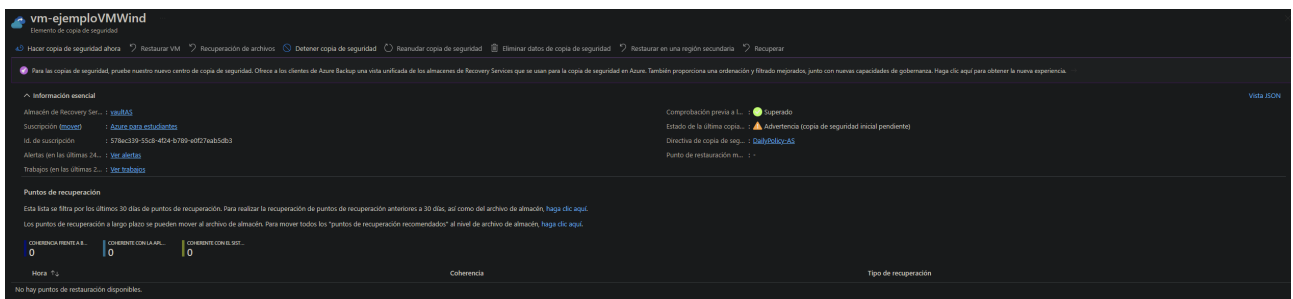 vm-ejemploVMWind
Elemento de copia de seguridad
Hacer copia de seguridad ahora Restaurar VM Recuperación de archivos Detener copia de seguridad Reanudar copia de seguridad Eliminar datos de copia de seguridad Restaurar en una región secundaria Recuperar
Para las copias de seguridad, pruebe nuestro nuevo centro de copia de seguridad. Ofrece a los clientes de Azure Backup una vista unificada de los almacenes de Recovery Services que se usan para la copia de seguridad en Azure. También proporciona una ordenación y filtrado mejorados, junto con nuevas capacidades de gobernanza. Haga clic aquí para obtener la nueva experiencia.
Información esencial Vista JSON
Almacén de Recovery Ser... : vaultAS Comprobación previa a l... : Superado
Suscripción (mover) : Azure para estudiantes Estado de la última copia... : Advertencia (copia de seguridad inicial pendiente)
Id. de suscripción : 578ec339-55c8-4f24-b789-e0f27eab5db3 Directiva de copia de seg... : DailyPolicy-AS
Alertas (en las últimas 24... : Ver alertas Punto de restauración m... : -
Trabajos (en las últimas 2... : Ver trabajos
Puntos de recuperación
Esta lista se filtra por los últimos 30 días de puntos de recuperación. Para realizar la recuperación de puntos de recuperación anteriores a 30 días, así como del archivo de almacén, haga clic aquí.
Los puntos de recuperación a largo plazo se pueden mover al archivo de almacén. Para mover todos los "puntos de recuperación recomendados" al nivel de archivo de almacén, haga clic aquí.
COHERENCIA FRENTE A B... COHERENTE CON LA APL... COHERENTE CON EL SIST...
0 0 0
Hora ↑↓ Coherencia Tipo de recuperación
No hay puntos de restauración disponibles.